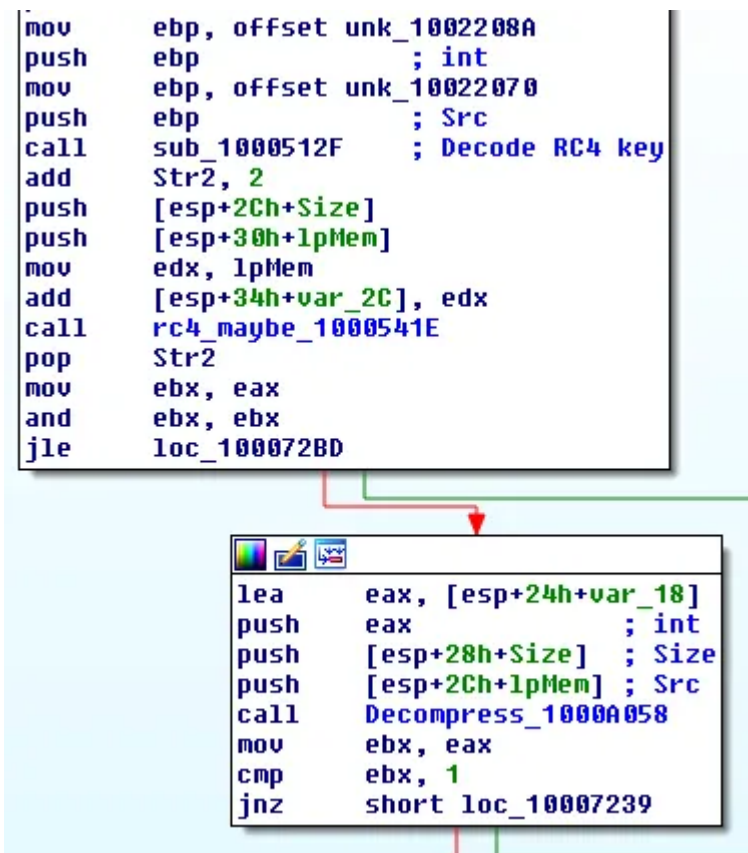 mov ebp, offset unk_1002208A
push ebp ; int
mov ebp, offset unk_10022070
push ebp ; Src
call sub_1000512F ; Decode RC4 key
add Str2, 2
push [esp+2Ch+Size]
push [esp+30h+lpMem]
mov edx, lpMem
add [esp+34h+var_2C], edx
call rc4_maybe_1000541E
pop Str2
mov ebx, eax
and ebx, ebx
jle loc_100072BD
lea eax, [esp+24h+var_18]
push eax ; int
push [esp+28h+Size] ; Size
push [esp+2Ch+lpMem] ; Src
call Decompress_1000A058
mov ebx, eax
cmp ebx, 1
jnz short loc_10007239